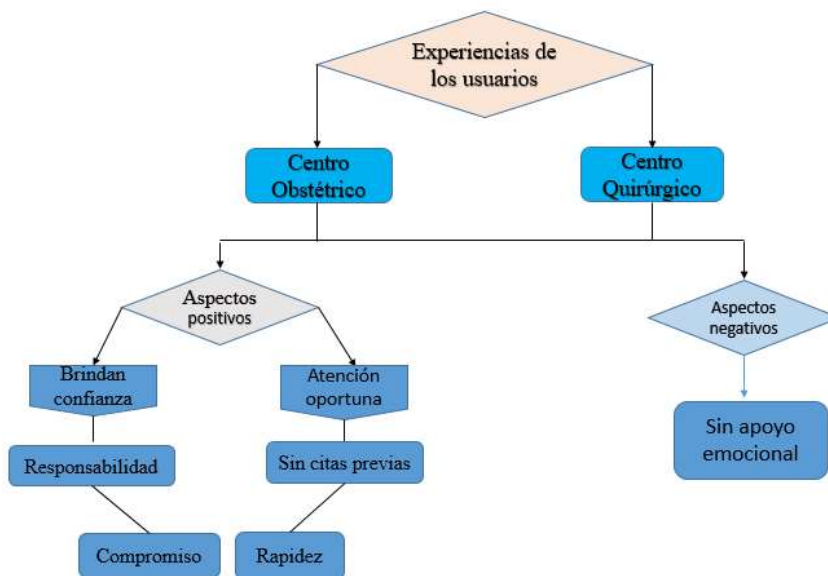 Experiencias de
los usuarios
Centro
Obstétrico
Centro
Quirúrgico
Aspectos
positivos
Aspectos
negativos
Brindan
confianza
Atención
oportuna
Sin apoyo
emocional
Responsabilidad
Sin citas previas
Compromiso
Rapidez